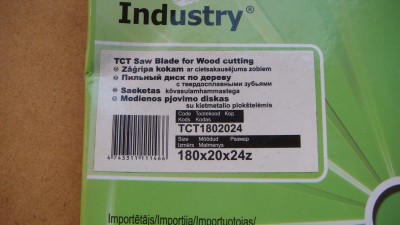 Industry®
TCT Saw Blade for Wood cutting
▪ Zāģripa kokam ar cietsakausējuma zobiem
▪ Пильный диск по дереву
с твердосплавными зубьями
▪ Saeketas kõvasulamhammastega
▪ Medienos pjovimo diskas
su kietmetalio plokštelėmis
Code Tootekood Код
Kods Kodas
TCT1802024
Size Mõõdud Размер
Izmērs Matmenys
180x20x24z
4743311111466
Importētājs/Importija/Importuotojas/